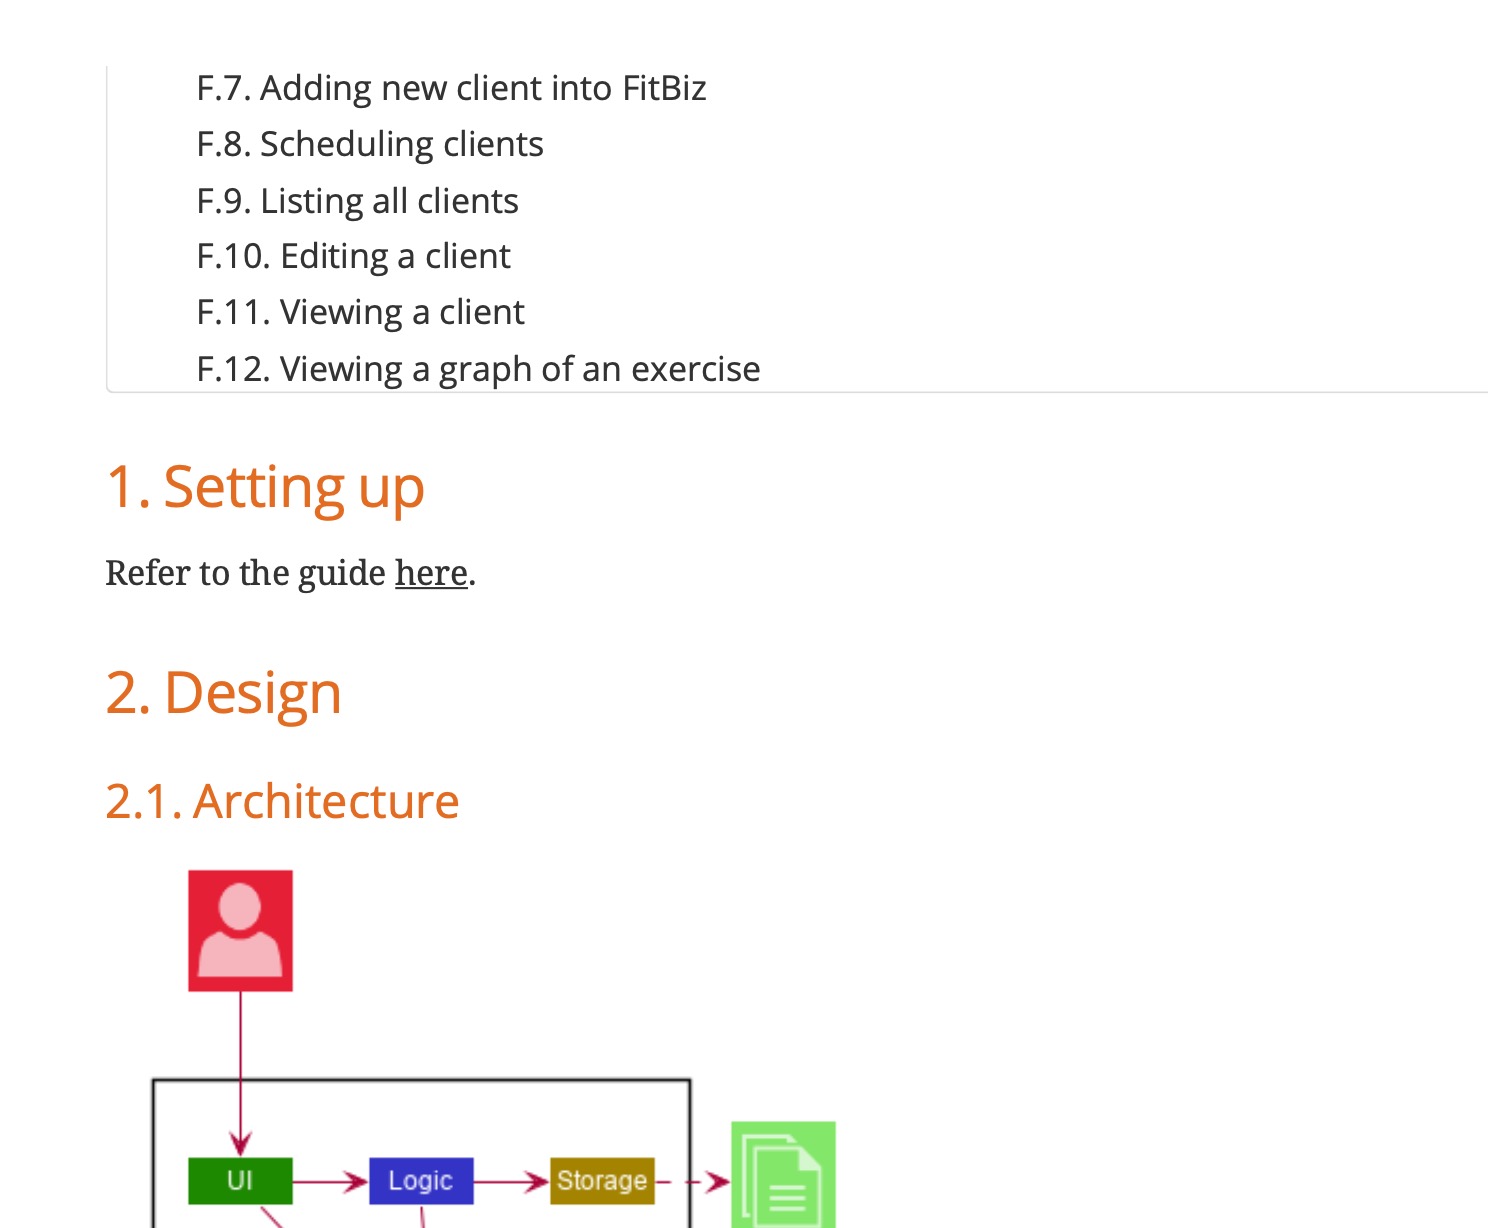 F.7. Adding new client into FitBiz
F.8. Scheduling clients
F.9. Listing all clients
F.10. Editing a client
F.11. Viewing a client
F.12. Viewing a graph of an exercise
1. Setting up
Refer to the guide here.
2. Design
2.1. Architecture
UI
Logic
Storage